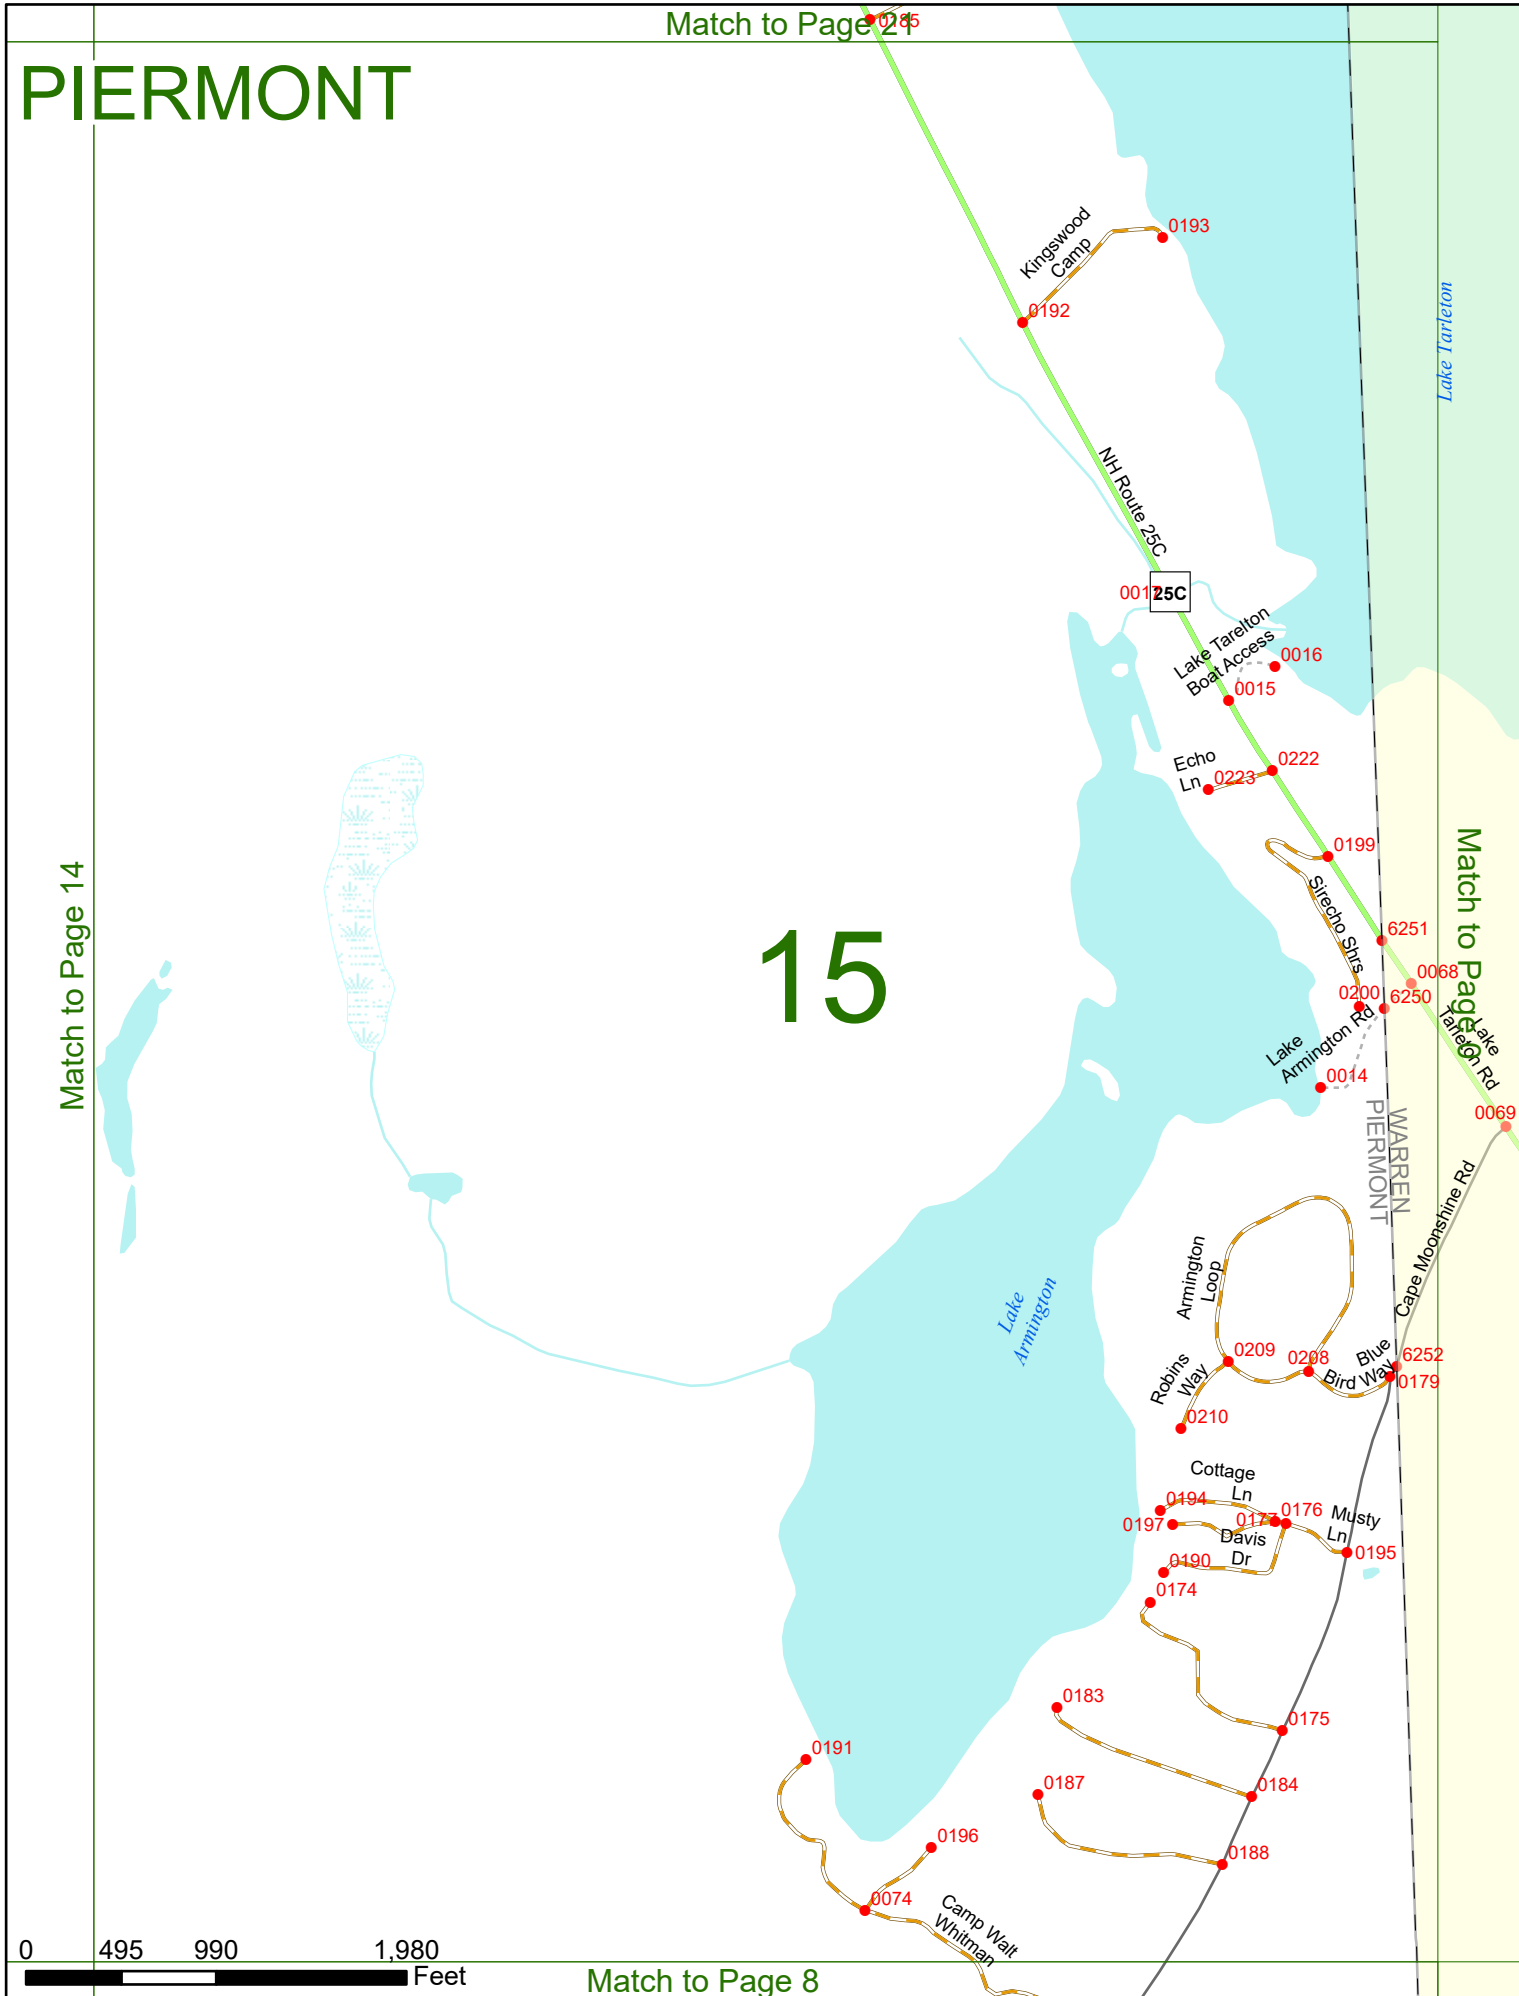 Match to Page 21
0185
PIERMONT
0193
Kingswood
Camp
0192
Lake Tarleton
NH Route 25C
0017
25C
Lake Tarelton
Boat Access
0016
0015
Echo
Ln
0222
0223
0199
Sirecho Shrs
Match to Page 14
15
6251
0068
0200
6250
Lake
Armington Rd
Lake
Tarleton Rd
0014
0069
WARREN
PIERMONT
Cape Moonshine Rd
Armington
Loop
Lake
Armington
Robins
Way
0209
0208
Blue
Bird Way
6252
0179
0210
Cottage
Ln
0194
0197
0177
0176
Musty
Ln
Davis
Dr
0195
0190
0174
0183
0175
0191
0187
0184
0196
0188
0074
Camp Walt
Whitman
0 495 990 1,980
Feet
Match to Page 8